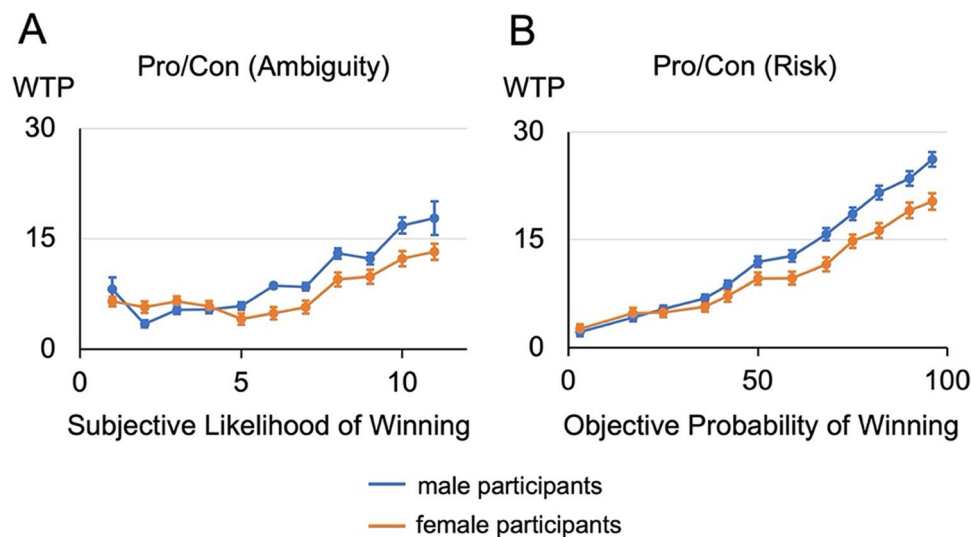 A
Pro/Con (Ambiguity)
WTP
30
15
0
0 5 10
Subjective Likelihood of Winning
B
Pro/Con (Risk)
WTP
30
15
0
0 50 100
Objective Probability of Winning
male participants
female participants